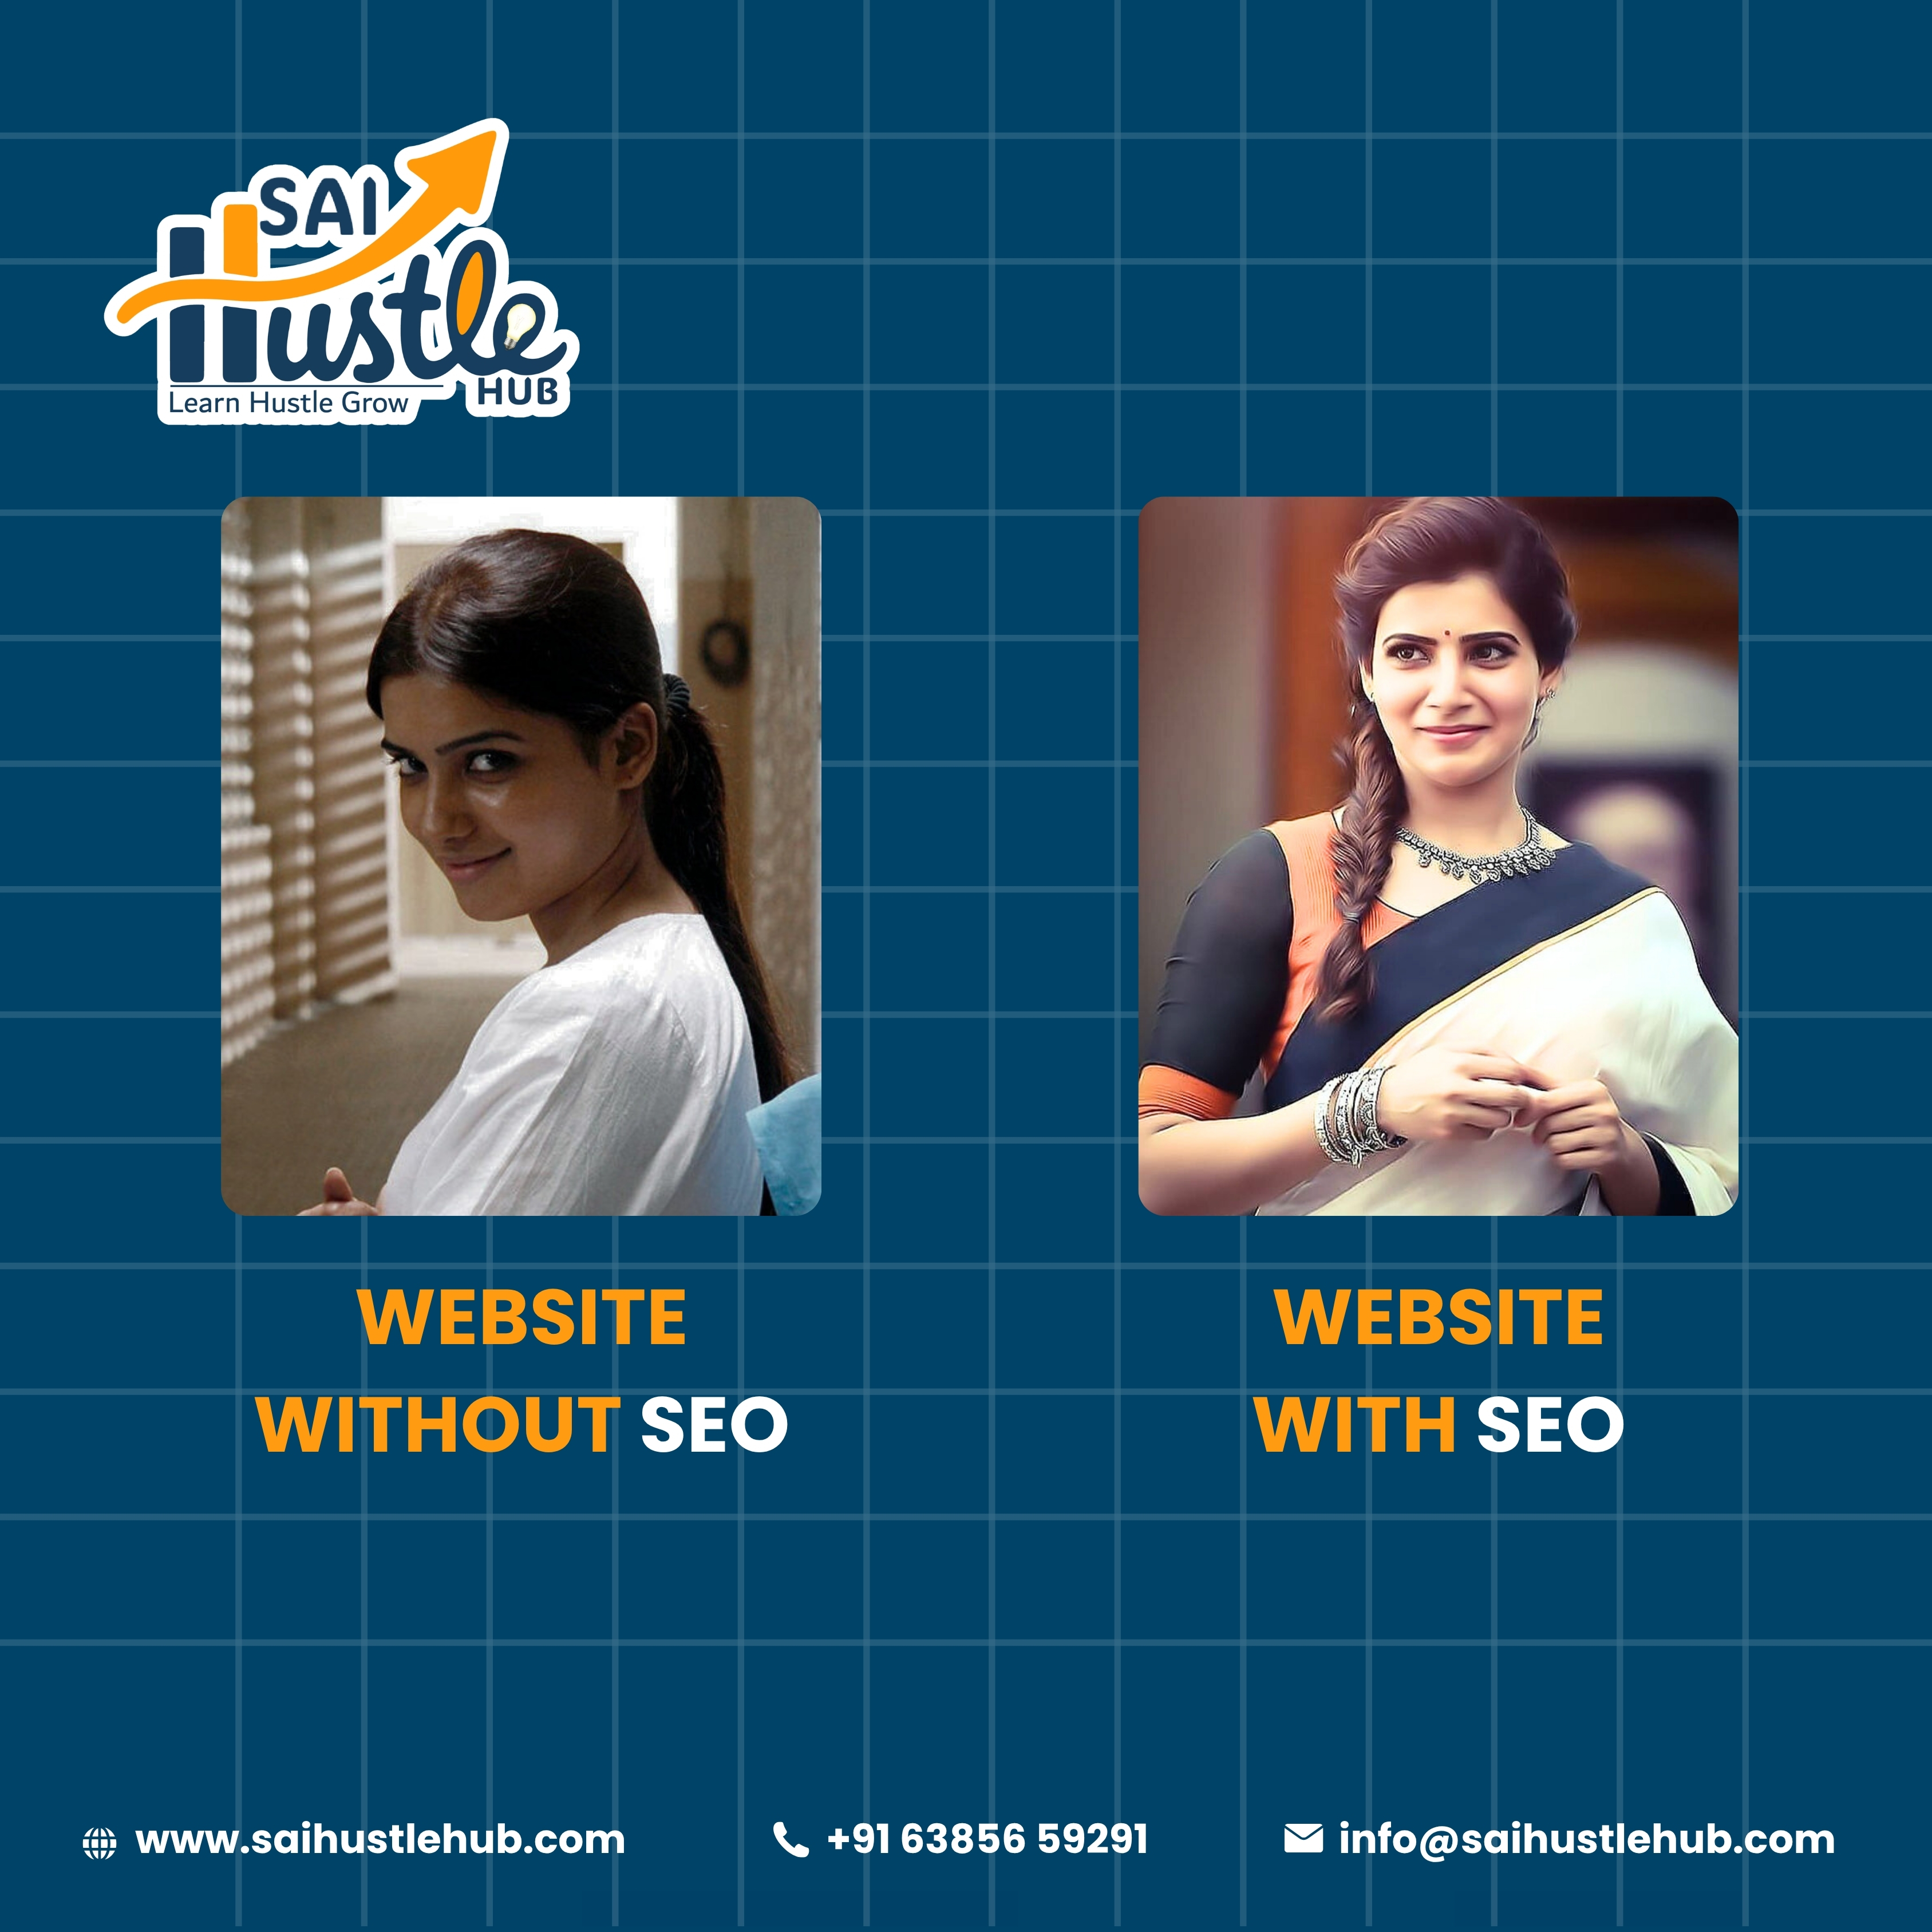 SAI
Hustle
HUB
Learn Hustle Grow
WEBSITE
WITHOUT SEO
WEBSITE
WITH SEO
www.saihustlehub.com
+91 63856 59291
info@saihustlehub.com